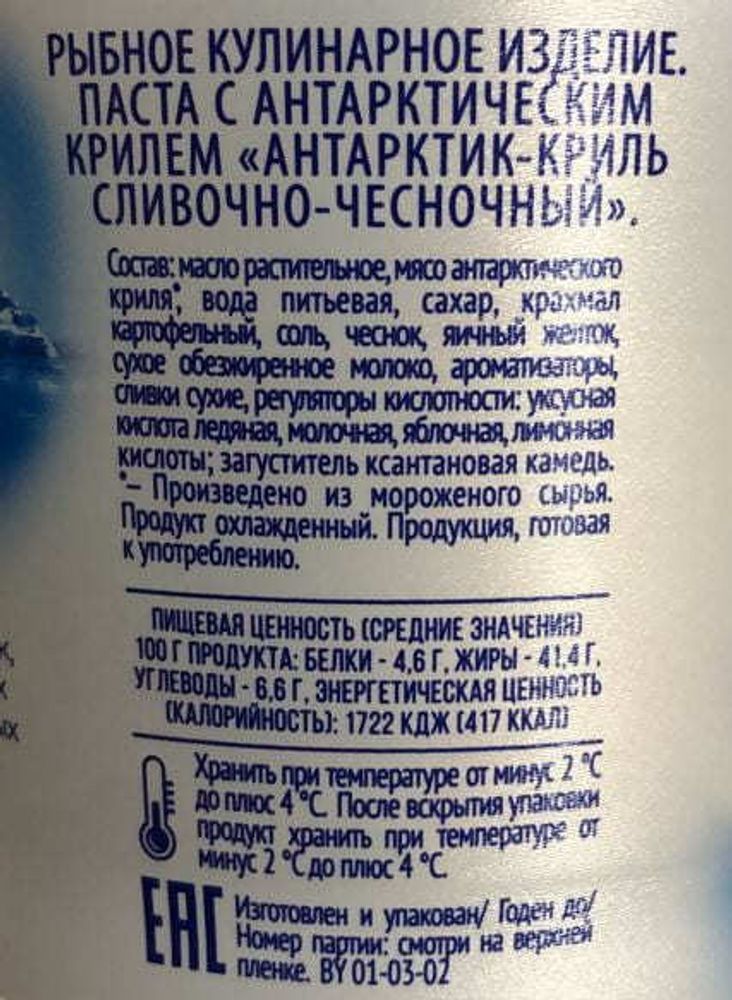 РЫБНОЕ КУЛИНАРНОЕ ИЗДЕЛИЕ.
ПАСТА С АНТАРКТИЧЕСКИМ
КРИЛЕМ «АНТАРКТИК-КРИЛЬ
СЛИВОЧНО-ЧЕСНОЧНЫЙ».
Состав: масло растительное, мясо антарктического
криля*, вода питьевая, сахар, крахмал
картофельный, соль, чеснок, яичный желток,
сухое обезжиренное молоко, ароматизаторы,
сливки сухие, регуляторы кислотности: уксусная
кислота ледяная, молочная, яблочная, лимонная
кислоты; загуститель ксантановая камедь.
*– Произведено из мороженого сырья.
Продукт охлажденный. Продукция, готовая
к употреблению.
ПИЩЕВАЯ ЦЕННОСТЬ (СРЕДНИЕ ЗНАЧЕНИЯ)
100 Г ПРОДУКТА: БЕЛКИ - 4,6 Г, ЖИРЫ - 41,4 Г,
УГЛЕВОДЫ - 6,6 Г, ЭНЕРГЕТИЧЕСКАЯ ЦЕННОСТЬ
(КАЛОРИЙНОСТЬ): 1722 КДЖ (417 ККАЛ)
Хранить при температуре от минус 2 °С
до плюс 4 °С. После вскрытия упаковки
продукт хранить при температуре от
минус 2 °С до плюс 4 °С.
ЕАС
Изготовлен и упакован/ Годен до/
Номер партии: смотри на верхней
пленке. BY 01-03-02